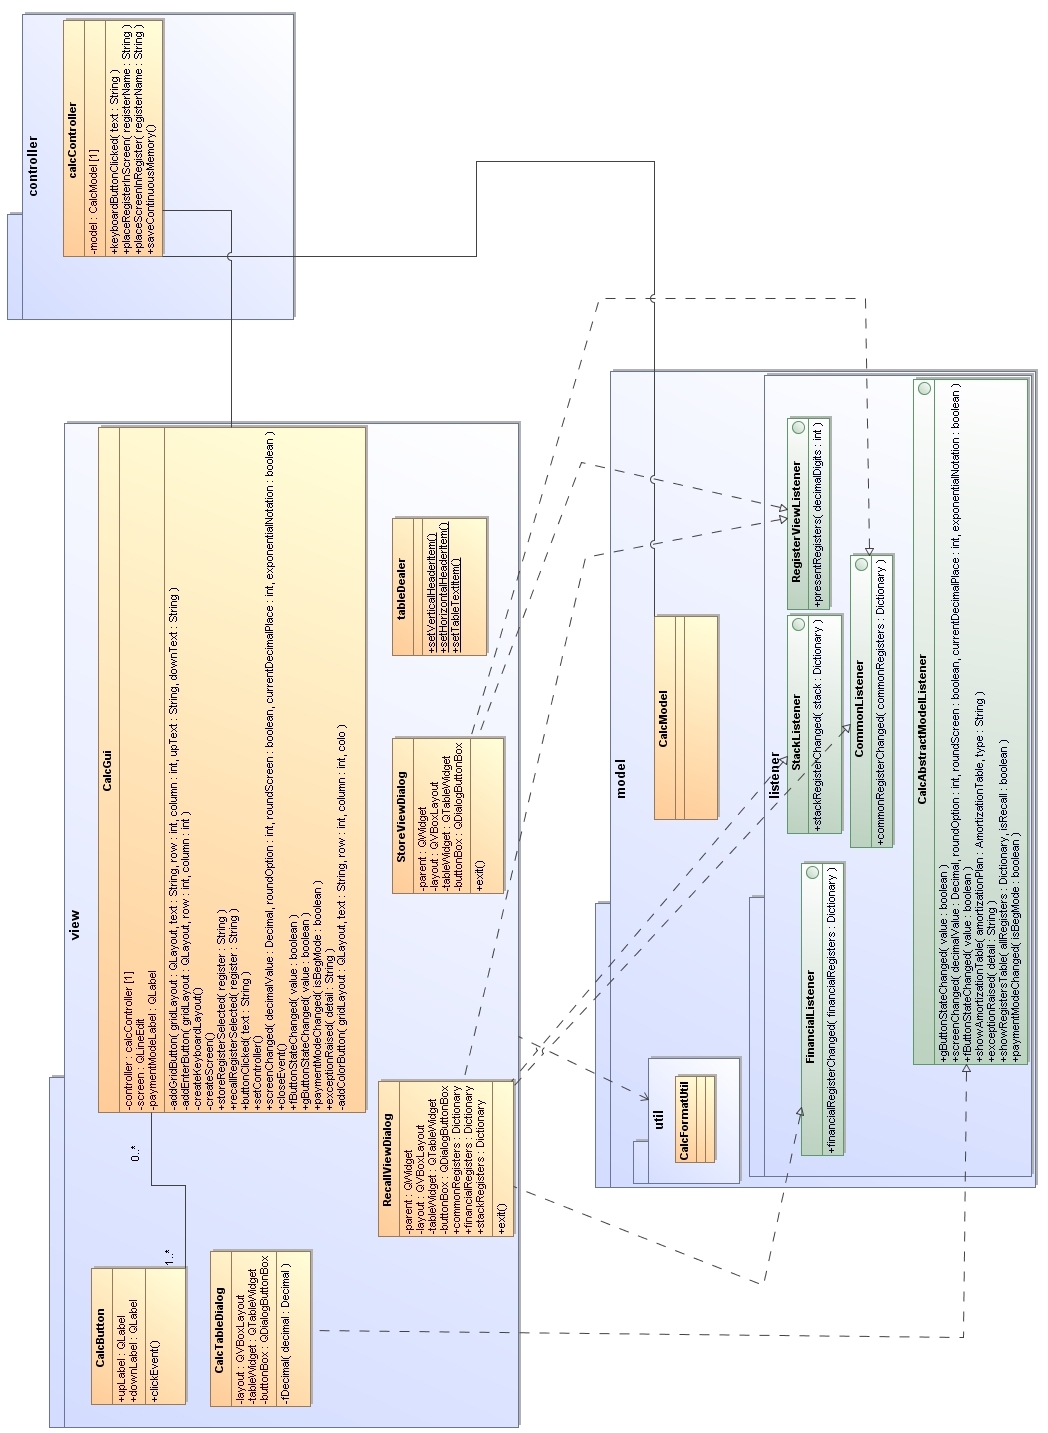 controller
calcController
-model : CalcModel [1]
+keyboardButtonClicked( text : String )
+placeRegisterInScreen( registerName : String )
+placeScreenInRegister( registerName : String )
+saveContinuousMemory()
view
CalcGui
-controller : calcController [1]
-screen : QLineEdit
-paymentModeLabel : QLabel
-addGridButton( gridLayout : QLayout, text : String, row : int, column : int, upText : String, downText : String )
-addEnterButton( gridLayout : QLayout, row : int, column : int )
-createKeyboardLayout()
-createScreen()
+storeRegisterSelected( register : String )
+recallRegisterSelected( register : String )
+buttonClicked( text : String )
+setController()
+screenChanged( decimalValue : Decimal, roundOption : int, roundScreen : boolean, currentDecimalPlace : int, exponentialNotation : boolean )
+closeEvent()
+fButtonStateChanged( value : boolean )
+gButtonStateChanged( value : boolean )
+paymentModeChanged( isBegMode : boolean )
+exceptionRaised( detail : String )
-addColorButton( gridLayout : QLayout, text : String, row : int, column : int, colo )
0..*
1..*
CalcButton
+upLabel : QLabel
+downLabel : QLabel
+clickEvent()
CalcTableDialog
-layout : QVBoxLayout
-tableWidget : QTableWidget
-buttonBox : QDialogButtonBox
-fDecimal( decimal : Decimal )
tableDealer
+setVerticalHeaderItem()
+setHorizontalHeaderItem()
+setTableTextItem()
StoreViewDialog
-parent : QWidget
-layout : QVBoxLayout
-tableWidget : QTableWidget
-buttonBox : QDialogButtonBox
+exit()
RecallViewDialog
-parent : QWidget
-layout : QVBoxLayout
-tableWidget : QTableWidget
-buttonBox : QDialogButtonBox
+commonRegisters : Dictionary
+financialRegisters : Dictionary
+stackRegisters : Dictionary
+exit()
model
CalcModel
util
CalcFormatUtil
listener
RegisterViewListener
+presentRegisters( decimalDigits : int )
StackListener
+stackRegisterChanged( stack : Dictionary )
FinancialListener
+financialRegisterChanged( financialRegisters : Dictionary )
CommonListener
+commonRegisterChanged( commonRegisters : Dictionary )
CalcAbstractModelListener
+gButtonStateChanged( value : boolean )
+screenChanged( decimalValue : Decimal, roundOption : int, roundScreen : boolean, currentDecimalPlace : int, exponentialNotation : boolean )
+fButtonStateChanged( value : boolean )
+showAmortizationTable( amortizationPlan : AmortizationTable, type : String )
+exceptionRaised( detail : String )
+showRegistersTable( allRegisters : Dictionary, isRecall : boolean )
+paymentModeChanged( isBegMode : boolean )